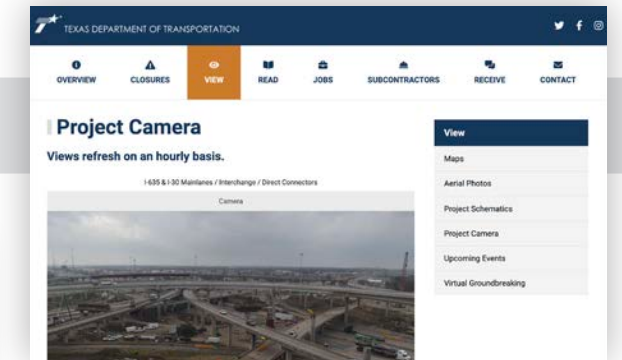 TEXAS DEPARTMENT OF TRANSPORTATION
OVERVIEW
CLOSURES
VIEW
READ
JOBS
SUBCONTRACTORS
RECEIVE
CONTACT
Project Camera
Views refresh on an hourly basis.
I-635 & I-30 Mainlanes / Interchange / Direct Connectors
Camera
View
Maps
Aerial Photos
Project Schematics
Project Camera
Upcoming Events
Virtual Groundbreaking